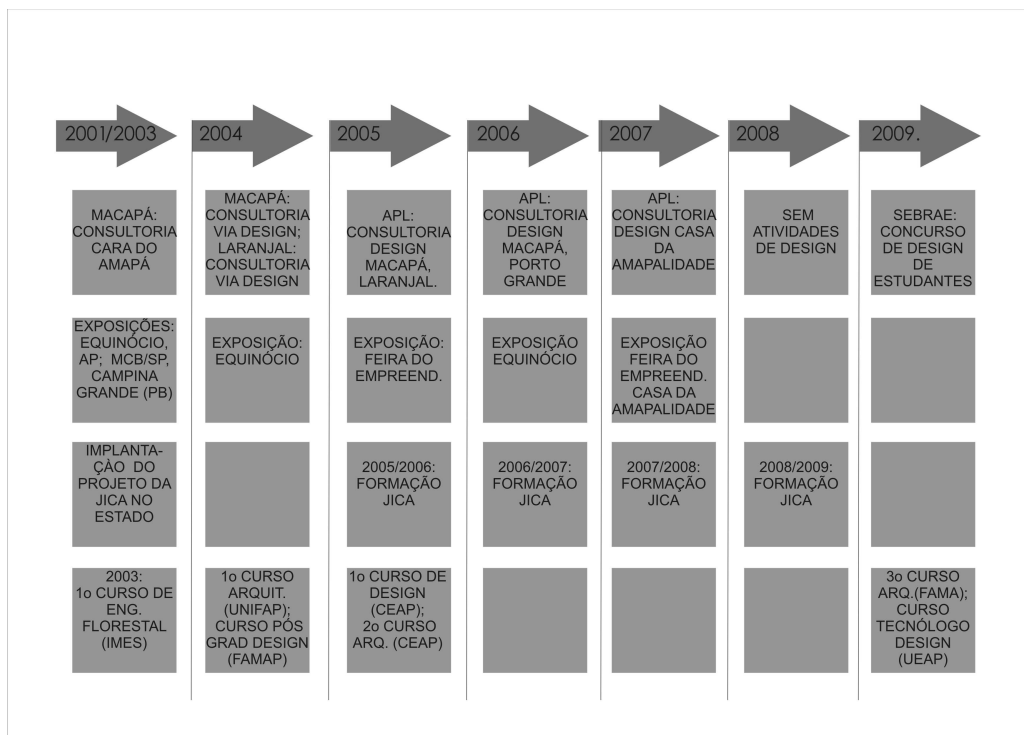 2001/2003
2004
2005
2006
2007
2008
2009.
MACAPÁ:
CONSULTORIA
CARA DO
AMAPÁ
MACAPÁ:
CONSULTORIA
VIA DESIGN;
LARANJAL:
CONSULTORIA
VIA DESIGN
APL:
CONSULTORIA
DESIGN
MACAPÁ,
LARANJAL.
APL:
CONSULTORIA
DESIGN
MACAPÁ,
PORTO
GRANDE
APL:
CONSULTORIA
DESIGN CASA
DA
AMAPALIDADE
SEM
ATIVIDADES
DE DESIGN
SEBRAE:
CONCURSO
DE DESIGN
DE
ESTUDANTES
EXPOSIÇÕES:
EQUINÓCIO,
AP; MCB/SP,
CAMPINA
GRANDE (PB)
EXPOSIÇÃO:
EQUINÓCIO
EXPOSIÇÃO:
FEIRA DO
EMPREEND.
EXPOSIÇÃO
EQUINÓCIO
EXPOSIÇÃO
FEIRA DO
EMPREEND.
CASA DA
AMAPALIDADE
IMPLANTA-
ÇÀO DO
PROJETO DA
JICA NO
ESTADO
2005/2006:
FORMAÇÃO
JICA
2006/2007:
FORMAÇÃO
JICA
2007/2008:
FORMAÇÃO
JICA
2008/2009:
FORMAÇÃO
JICA
2003:
1o CURSO DE
ENG.
FLORESTAL
(IMES)
1o CURSO
ARQUIT.
(UNIFAP);
CURSO PÓS
GRAD DESIGN
(FAMAP)
1o CURSO DE
DESIGN
(CEAP);
2o CURSO
ARQ. (CEAP)
3o CURSO
ARQ.(FAMA);
CURSO
TECNÓLOGO
DESIGN
(UEAP)